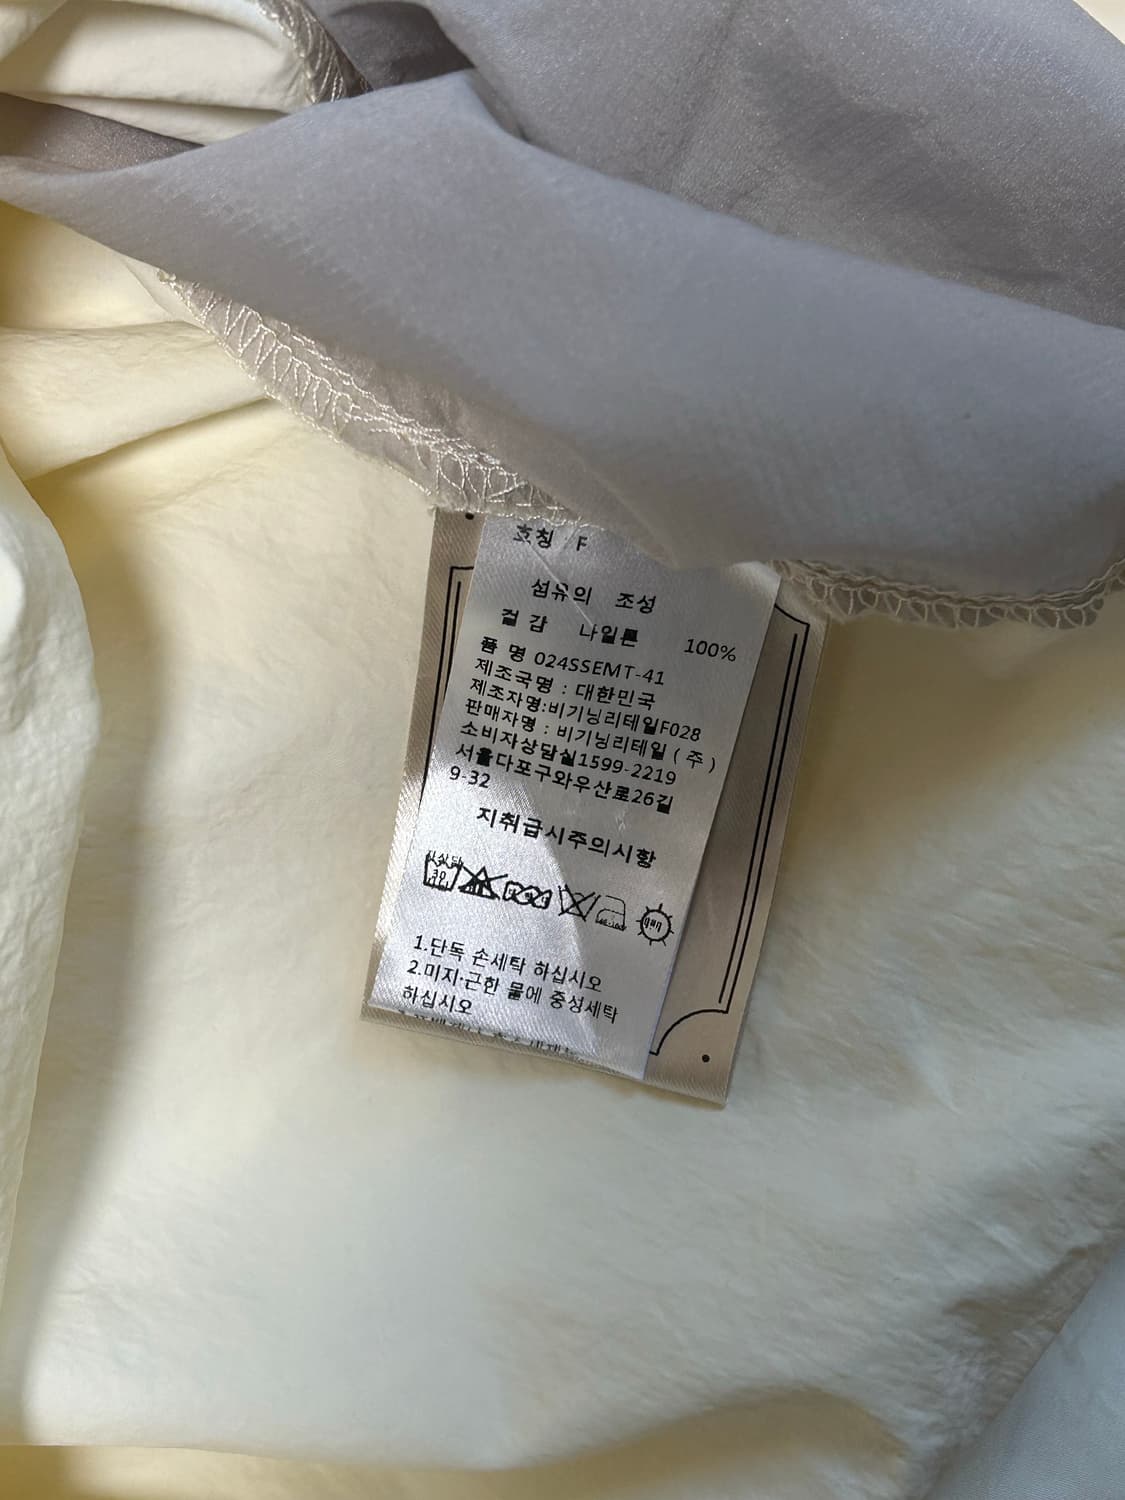 호칭 F
섬유의 조성
겉감 나일론 100%
품 명 024SSEMT-41
제조국명 : 대한민국
제조자명:비기닝리테일F028
판매자명 : 비기닝리테일 ( 주 )
소비자상담실1599-2219
서울다포구와우산로26길
9-32
지취급시주의시항
1.단독 손세탁 하십시오
2.미지·근한 물에 중성세탁
하십시오